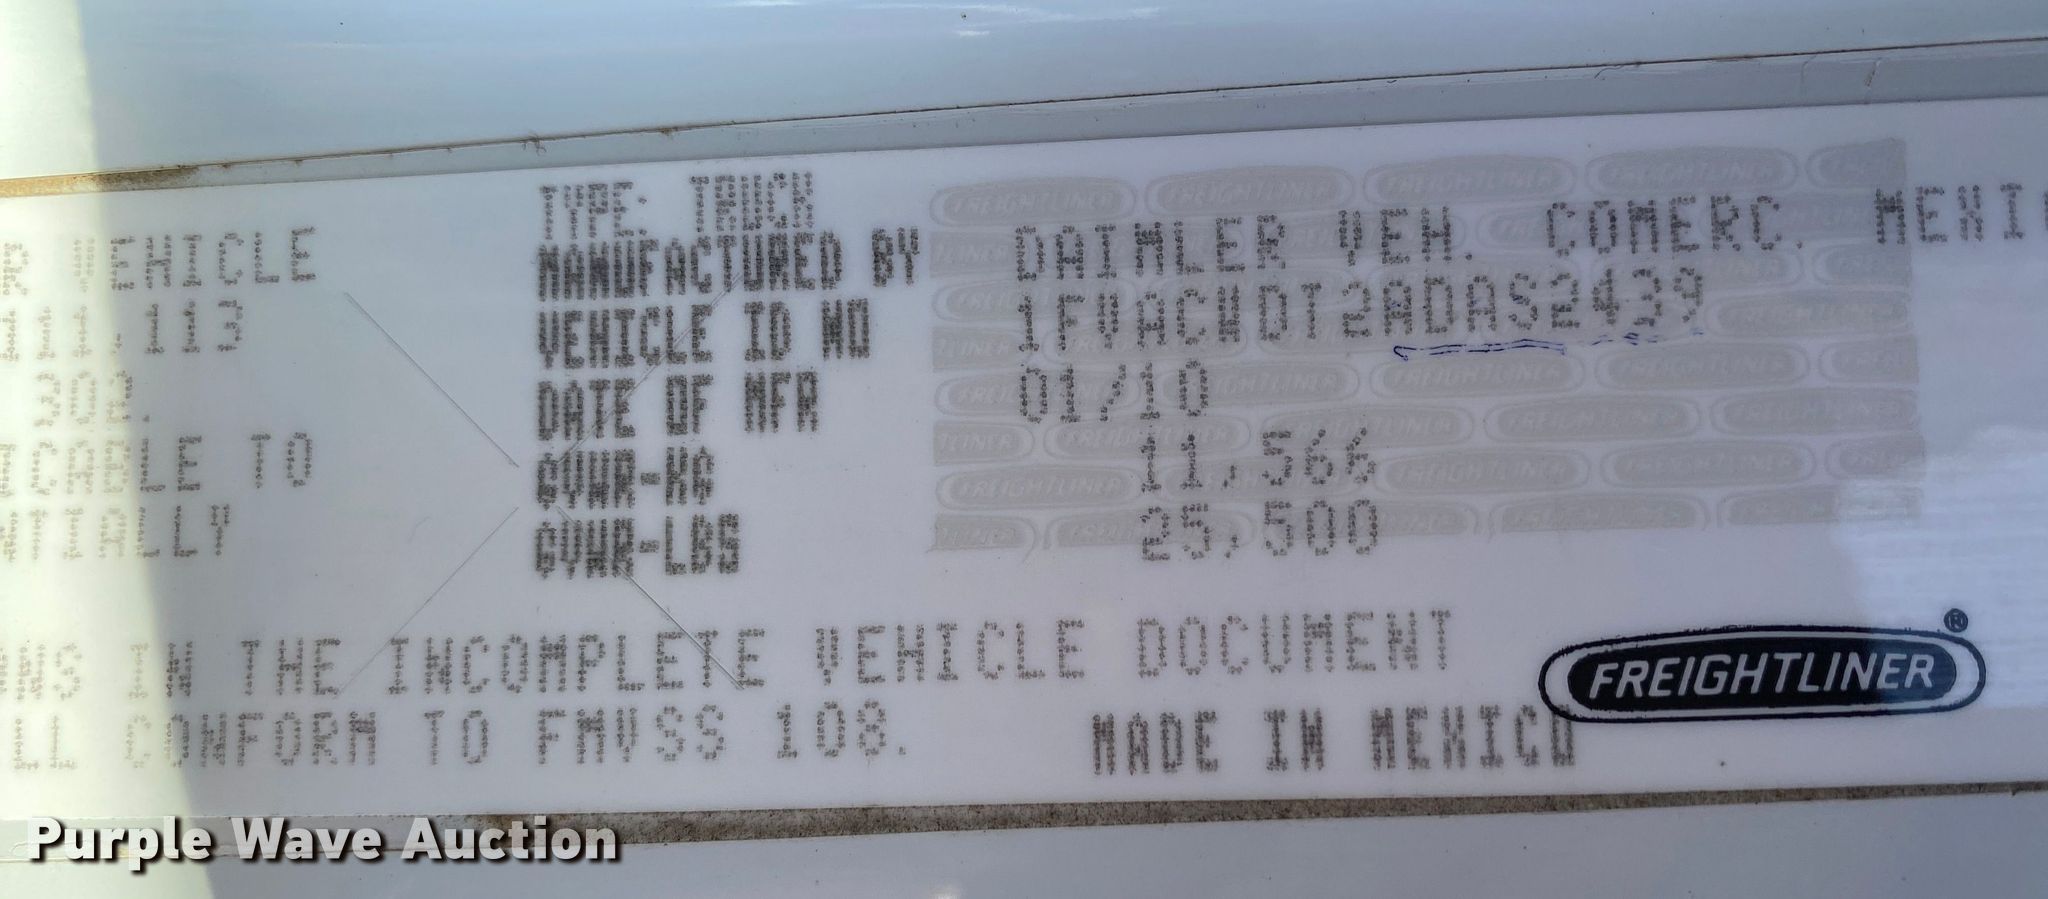 TYPE: TRUCK
MANUFACTURED BY DAIMLER VEH. COMERC. MEXI
VEHICLE ID NO 1FVACWDT2ADAS2439
DATE OF MFR 01/10
GVWR-KG 11,566
GVWR-LBS 25,500
VEHICLE
THE INCOMPLETE VEHICLE DOCUMENT
CONFORM TO FMVSS 108.
MADE IN MEXICO
FREIGHTLINER®
Purple Wave Auction